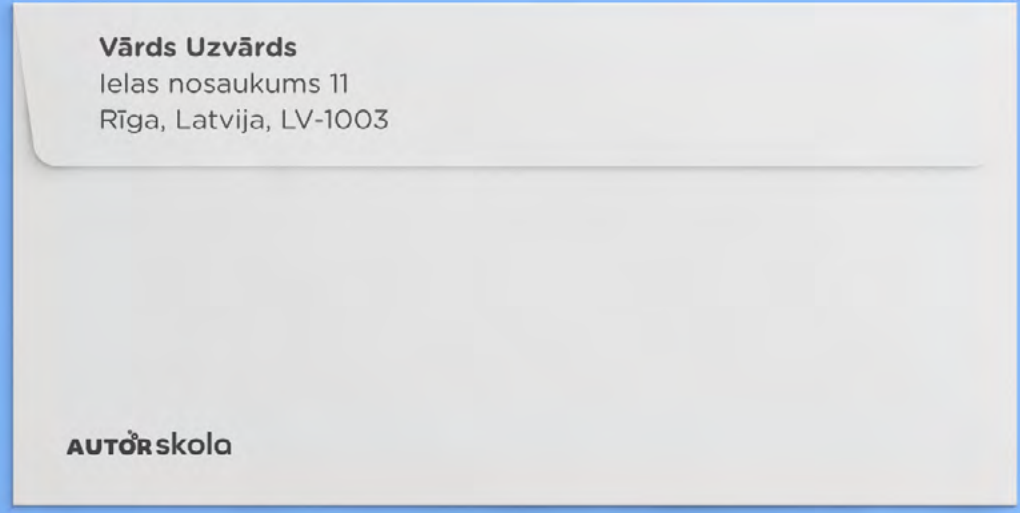 Vārds Uzvārds
Ielas nosaukums 11
Rīga, Latvija, LV-1003
AUTORskola